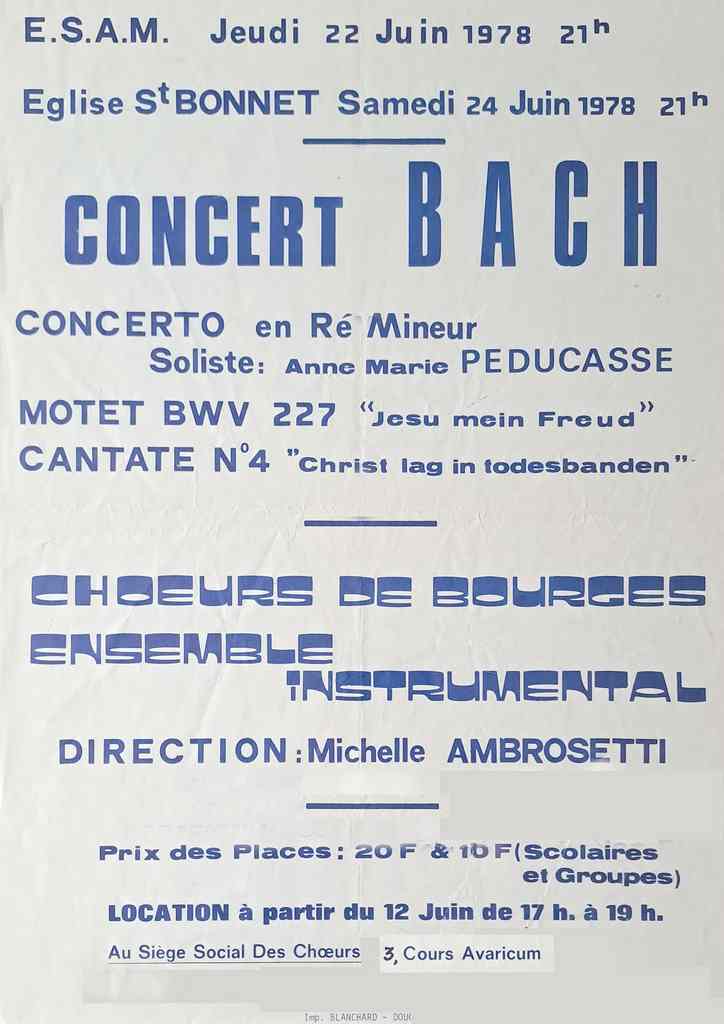 E.S.A.M. Jeudi 22 Juin 1978 21h
Eglise St BONNET Samedi 24 Juin 1978 21h
CONCERT BACH
CONCERTO en Ré Mineur
Soliste: Anne Marie PEDUCASSE
MOTET BWV 227 "Jesu mein Freud"
CANTATE N°4 "Christ lag in todesbanden"
CHOEURS DE BOURGES
ENSEMBLE
INSTRUMENTAL
DIRECTION: Michelle AMBROSETTI
Prix des Places: 20 F & 10 F (Scolaires
et Groupes)
LOCATION à partir du 12 Juin de 17 h. à 19 h.
Au Siège Social Des Chœurs 3, Cours Avaricum
Imp. BLANCHARD -